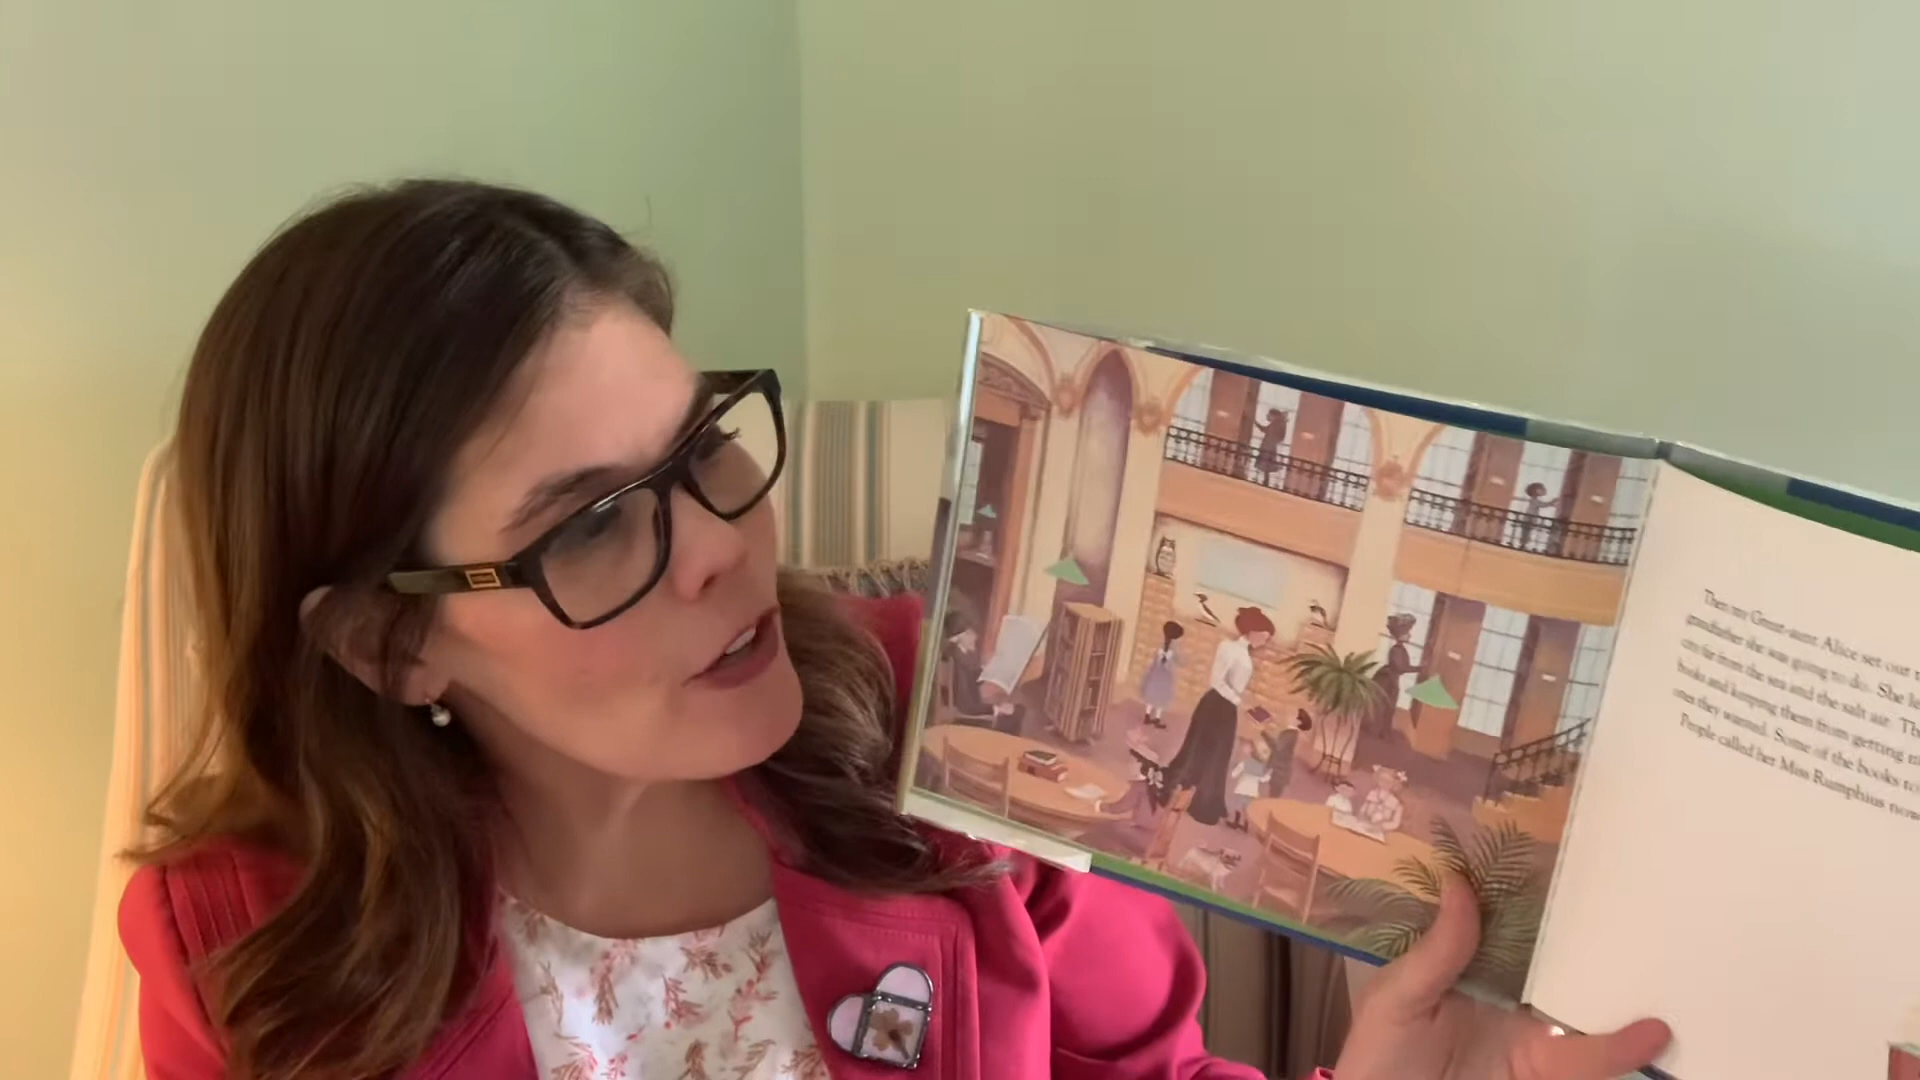 Then my Great-aunt Alice set out
grandfather she was going to do. She
city far from the sea and the salt air.
books and keeping them from getting
ones they wanted. Some of the books
People called her Miss Rumphius